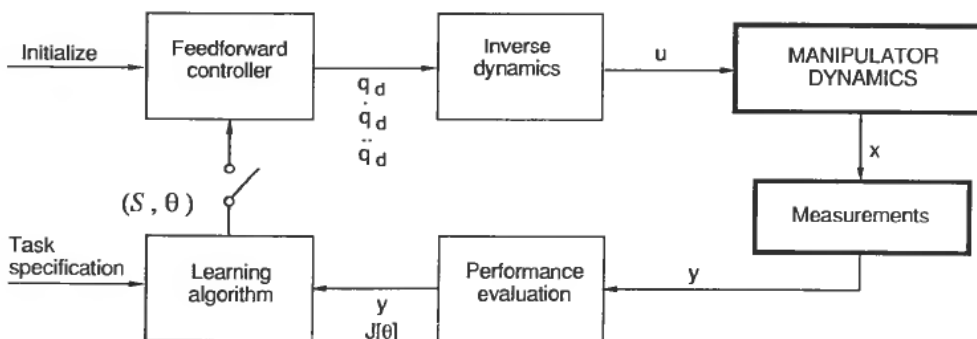 Initialize
Feedforward
controller
q d
q̇ d
q̈ d
Inverse
dynamics
u
MANIPULATOR
DYNAMICS
x
Measurements
(S , θ)
Task
specification
Learning
algorithm
y
J[θ]
Performance
evaluation
y